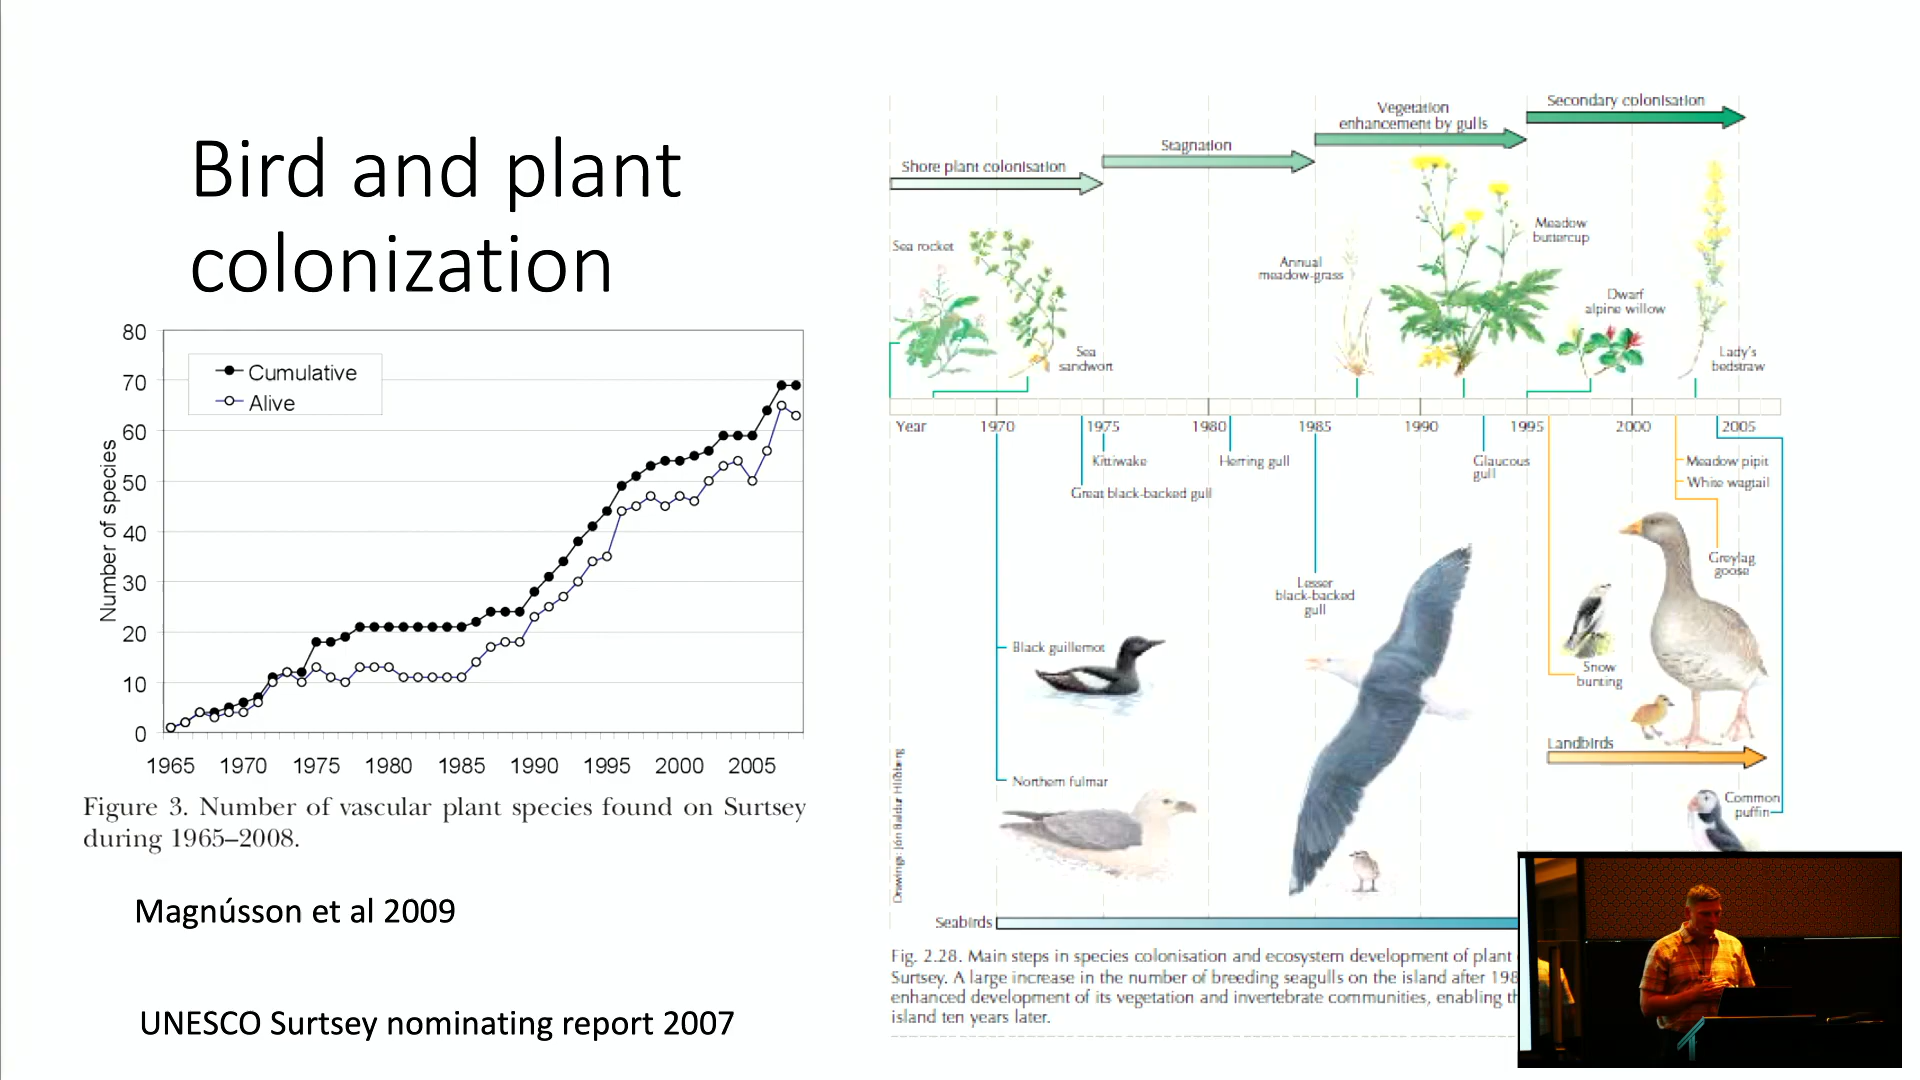 Bird and plant
colonization
80
70
60
50
40
30
20
10
0
Number of species
Cumulative
Alive
1965 1970 1975 1980 1985 1990 1995 2000 2005
Figure 3. Number of vascular plant species found on Surtsey
during 1965–2008.
Magnússon et al 2009
UNESCO Surtsey nominating report 2007
Secondary colonisation
Vegetation
enhancement by gulls
Stagnation
Shore plant colonisation
Sea rocket
Sea
sandwort
Annual
meadow-grass
Meadow
buttercup
Dwarf
alpine willow
Lady's
bedstraw
Year 1970 1975 1980 1985 1990 1995 2000 2005
Kittiwake
Great black-backed gull
Herring gull
Glaucous
gull
Meadow pipit
White wagtail
Greylag
goose
Lesser
black-backed
gull
Black guillemot
Snow
bunting
Landbirds
Northern fulmar
Common
puffin
Drawings: Jón Baldur Hlíðberg
Seabirds
Fig. 2.28. Main steps in species colonisation and ecosystem development of plant
Surtsey. A large increase in the number of breeding seagulls on the island after 198
enhanced development of its vegetation and invertebrate communities, enabling th
island ten years later.